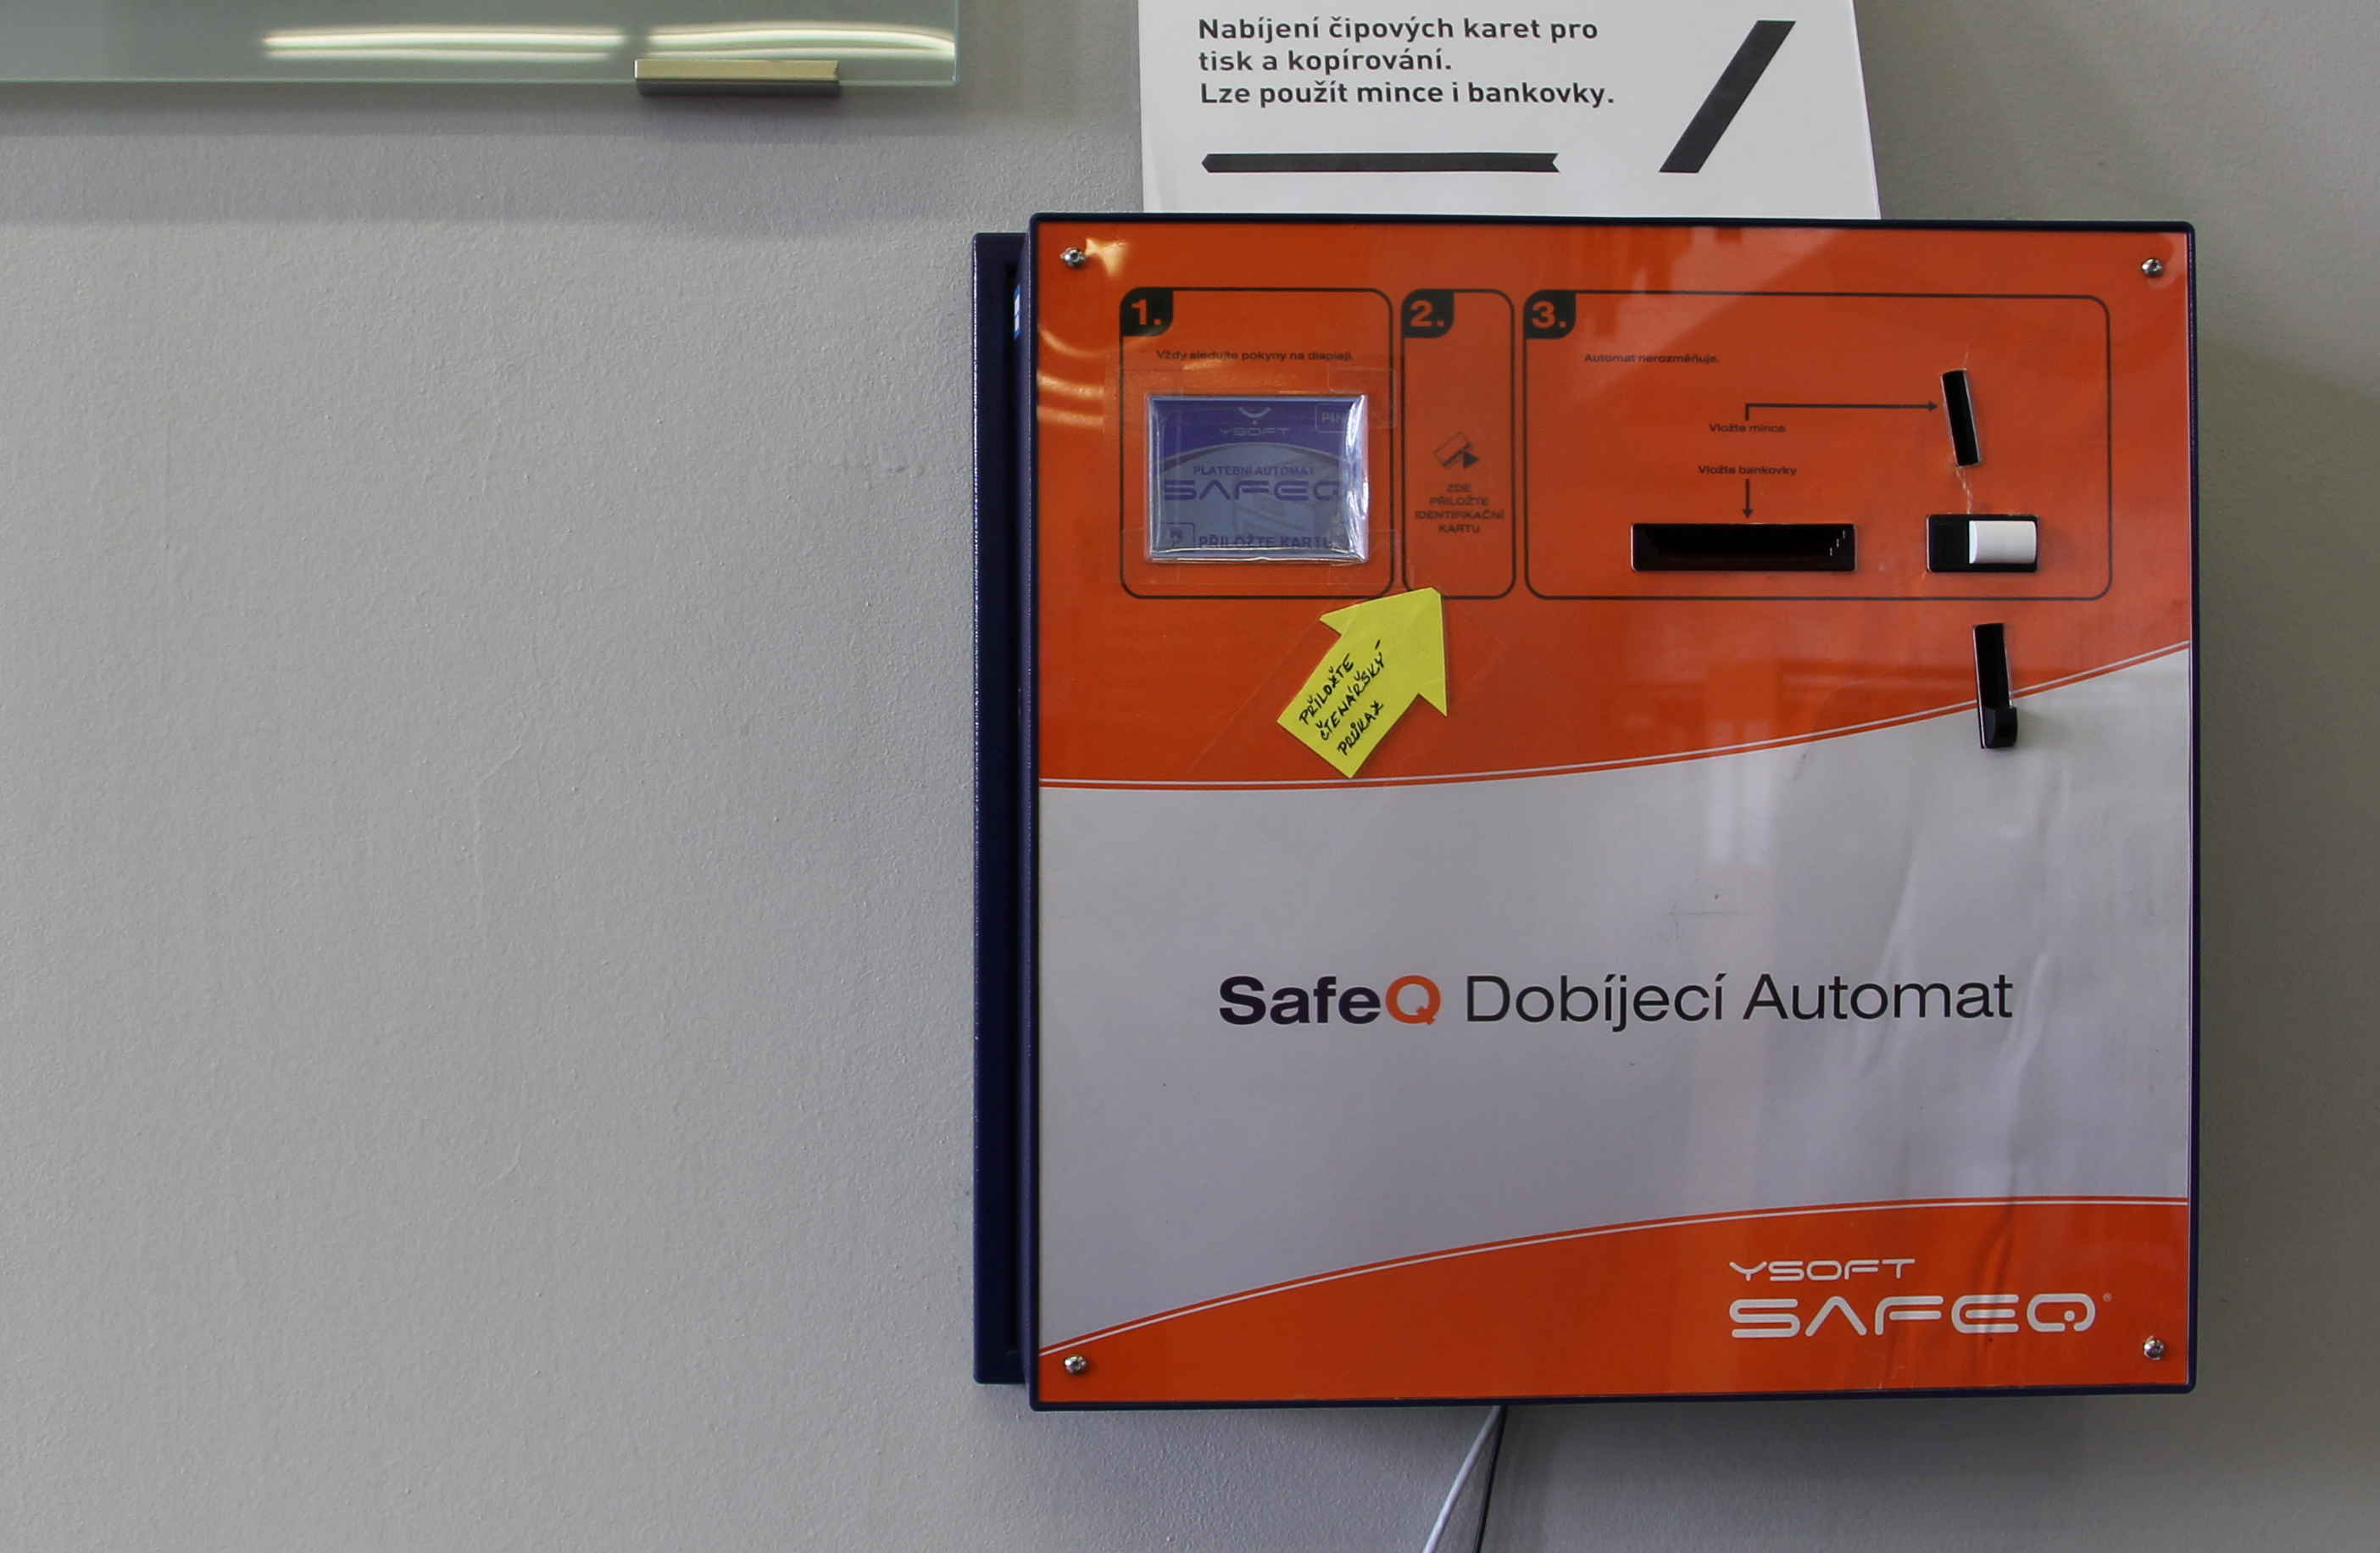 Nabíjení čipových karet pro
tisk a kopírování.
Lze použít mince i bankovky.
1.
Vždy sledujte pokyny na displeji.
YSOFT
PLATEBNÍ AUTOMAT
SAFEQ
PŘILOŽTE KARTU
2.
ZDE
PŘILOŽTE
IDENTIFIKAČNÍ
KARTU
3.
Automat nerozměňuje.
Vložte mince
Vložte bankovky
PŘILOŽTE
ČTENÁŘSKÝ
PRŮKAZ
SafeQ Dobíjecí Automat
YSOFT
SAFEQ®